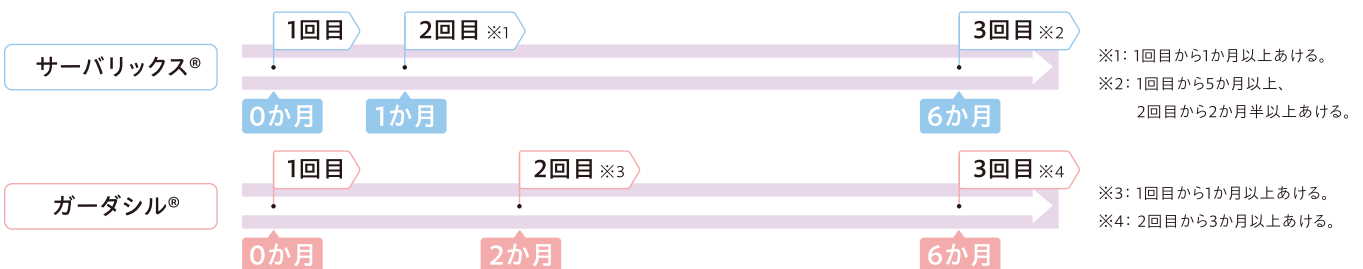 1回目
2回目 ※1
3回目 ※2
サーバリックス®
0か月
1か月
6か月
※1: 1回目から1か月以上あける。
※2: 1回目から5か月以上、
2回目から2か月半以上あける。
1回目
2回目 ※3
3回目 ※4
ガーダシル®
0か月
2か月
6か月
※3: 1回目から1か月以上あける。
※4: 2回目から3か月以上あける。